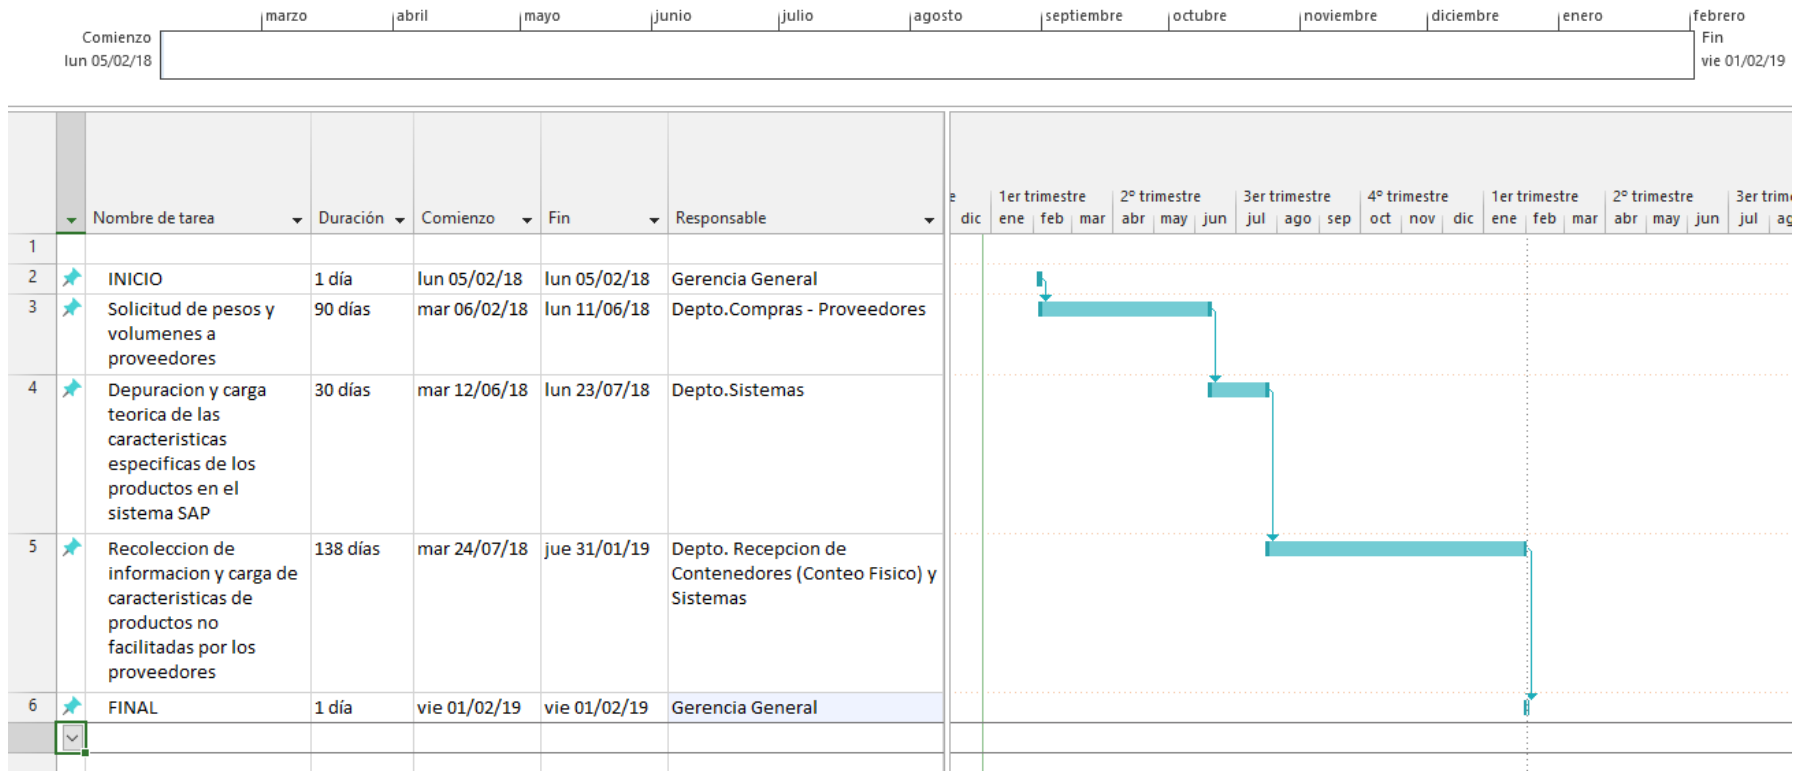 marzo abril mayo junio julio agosto septiembre octubre noviembre diciembre enero febrero
Comienzo
lun 05/02/18
Fin
vie 01/02/19
Nombre de tarea Duración Comienzo Fin Responsable
1er trimestre 2º trimestre 3er trimestre 4º trimestre 1er trimestre 2º trimestre 3er trim
dic ene feb mar abr may jun jul ago sep oct nov dic ene feb mar abr may jun jul ag
1
2 INICIO 1 día lun 05/02/18 lun 05/02/18 Gerencia General
3 Solicitud de pesos y 90 días mar 06/02/18 lun 11/06/18 Depto.Compras - Proveedores
volumenes a
proveedores
4 Depuracion y carga 30 días mar 12/06/18 lun 23/07/18 Depto.Sistemas
teorica de las
caracteristicas
especificas de los
productos en el
sistema SAP
5 Recoleccion de 138 días mar 24/07/18 jue 31/01/19 Depto. Recepcion de
informacion y carga de Contenedores (Conteo Fisico) y
caracteristicas de Sistemas
productos no
facilitadas por los
proveedores
6 FINAL 1 día vie 01/02/19 vie 01/02/19 Gerencia General